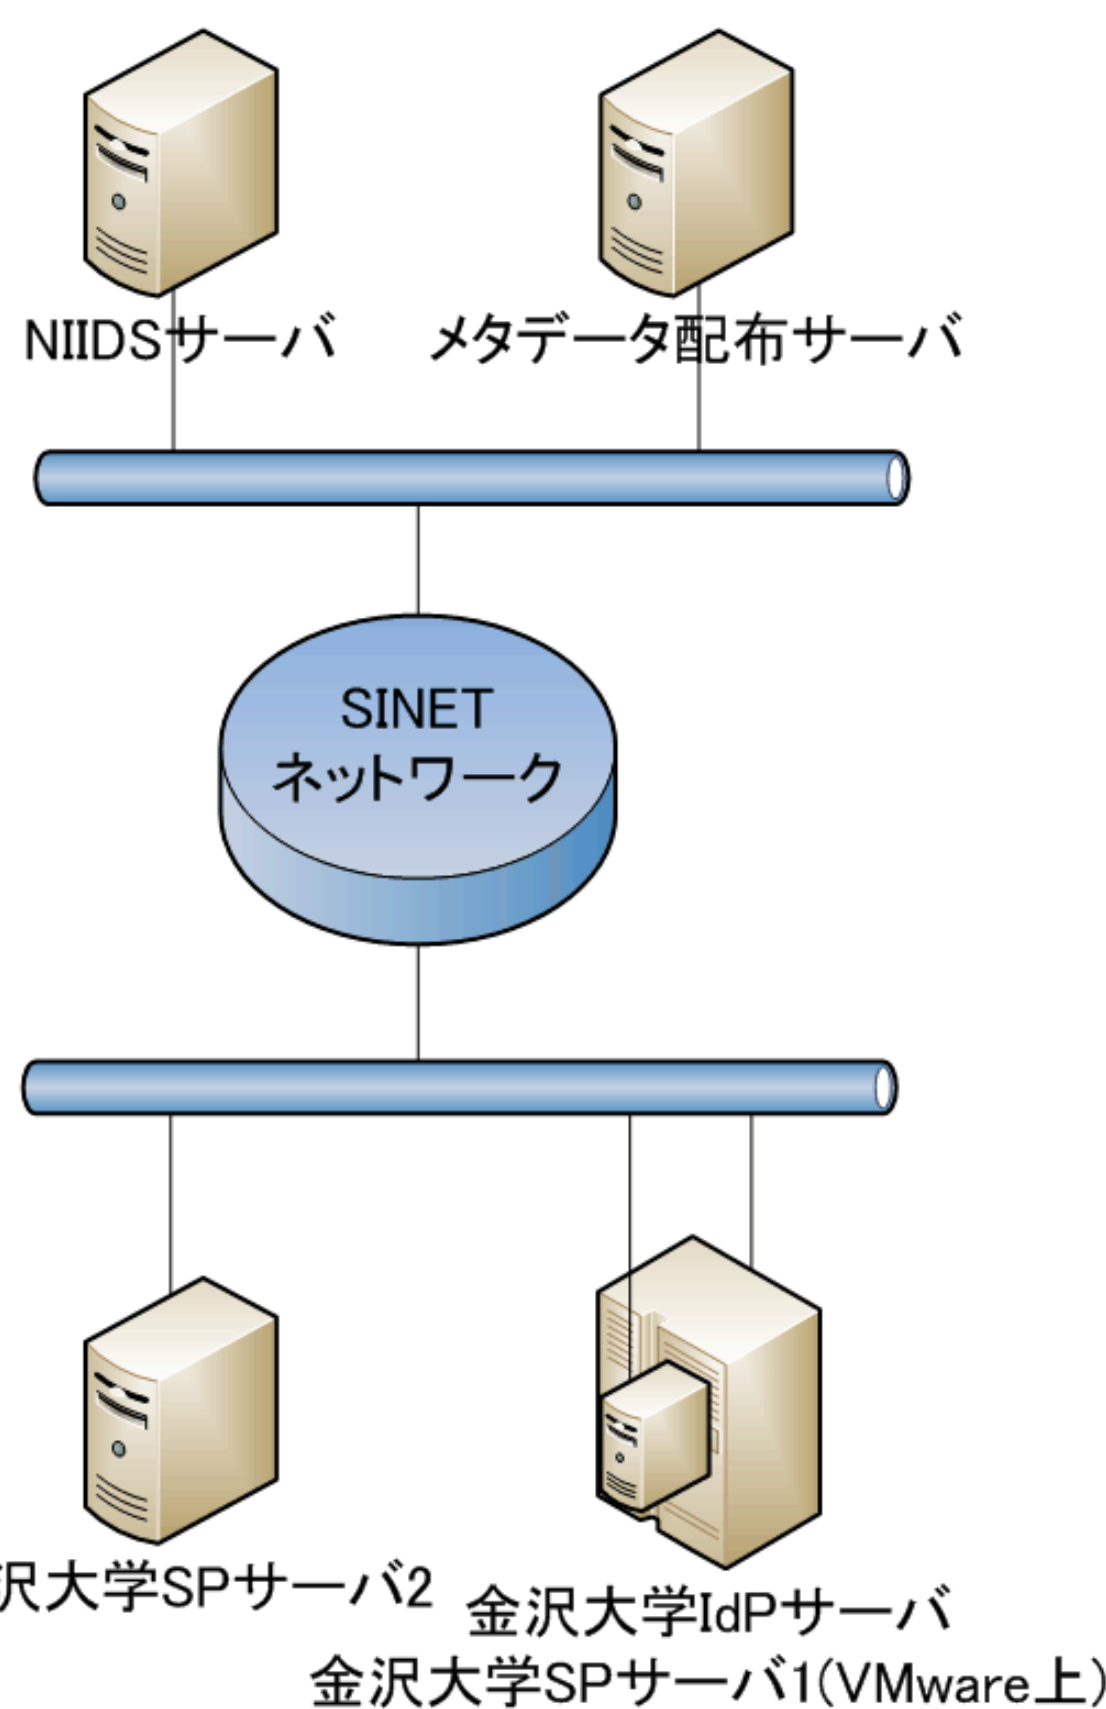 NIIDSサーバ
メタデータ配布サーバ
SINET
ネットワーク
沢大学SPサーバ2
金沢大学IdPサーバ
金沢大学SPサーバ1(VMware上)